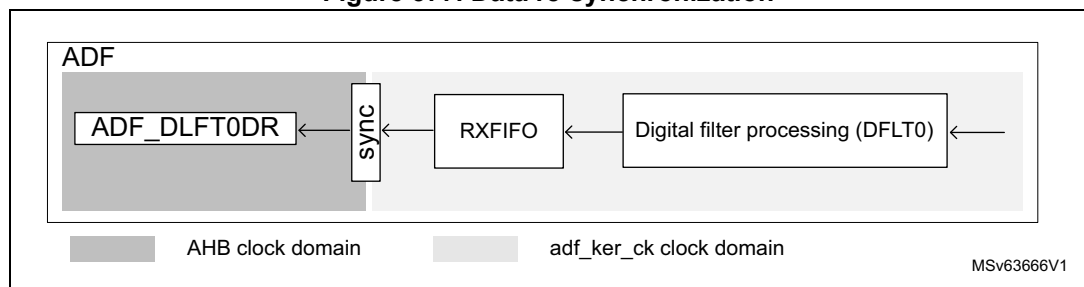 Figure Data re-synchronization
ADF
ADF_DLFT0DR
sync
RXFIFO
Digital filter processing (DFLT0)
AHB clock domain
adf_ker_ck clock domain
MSv63666V1